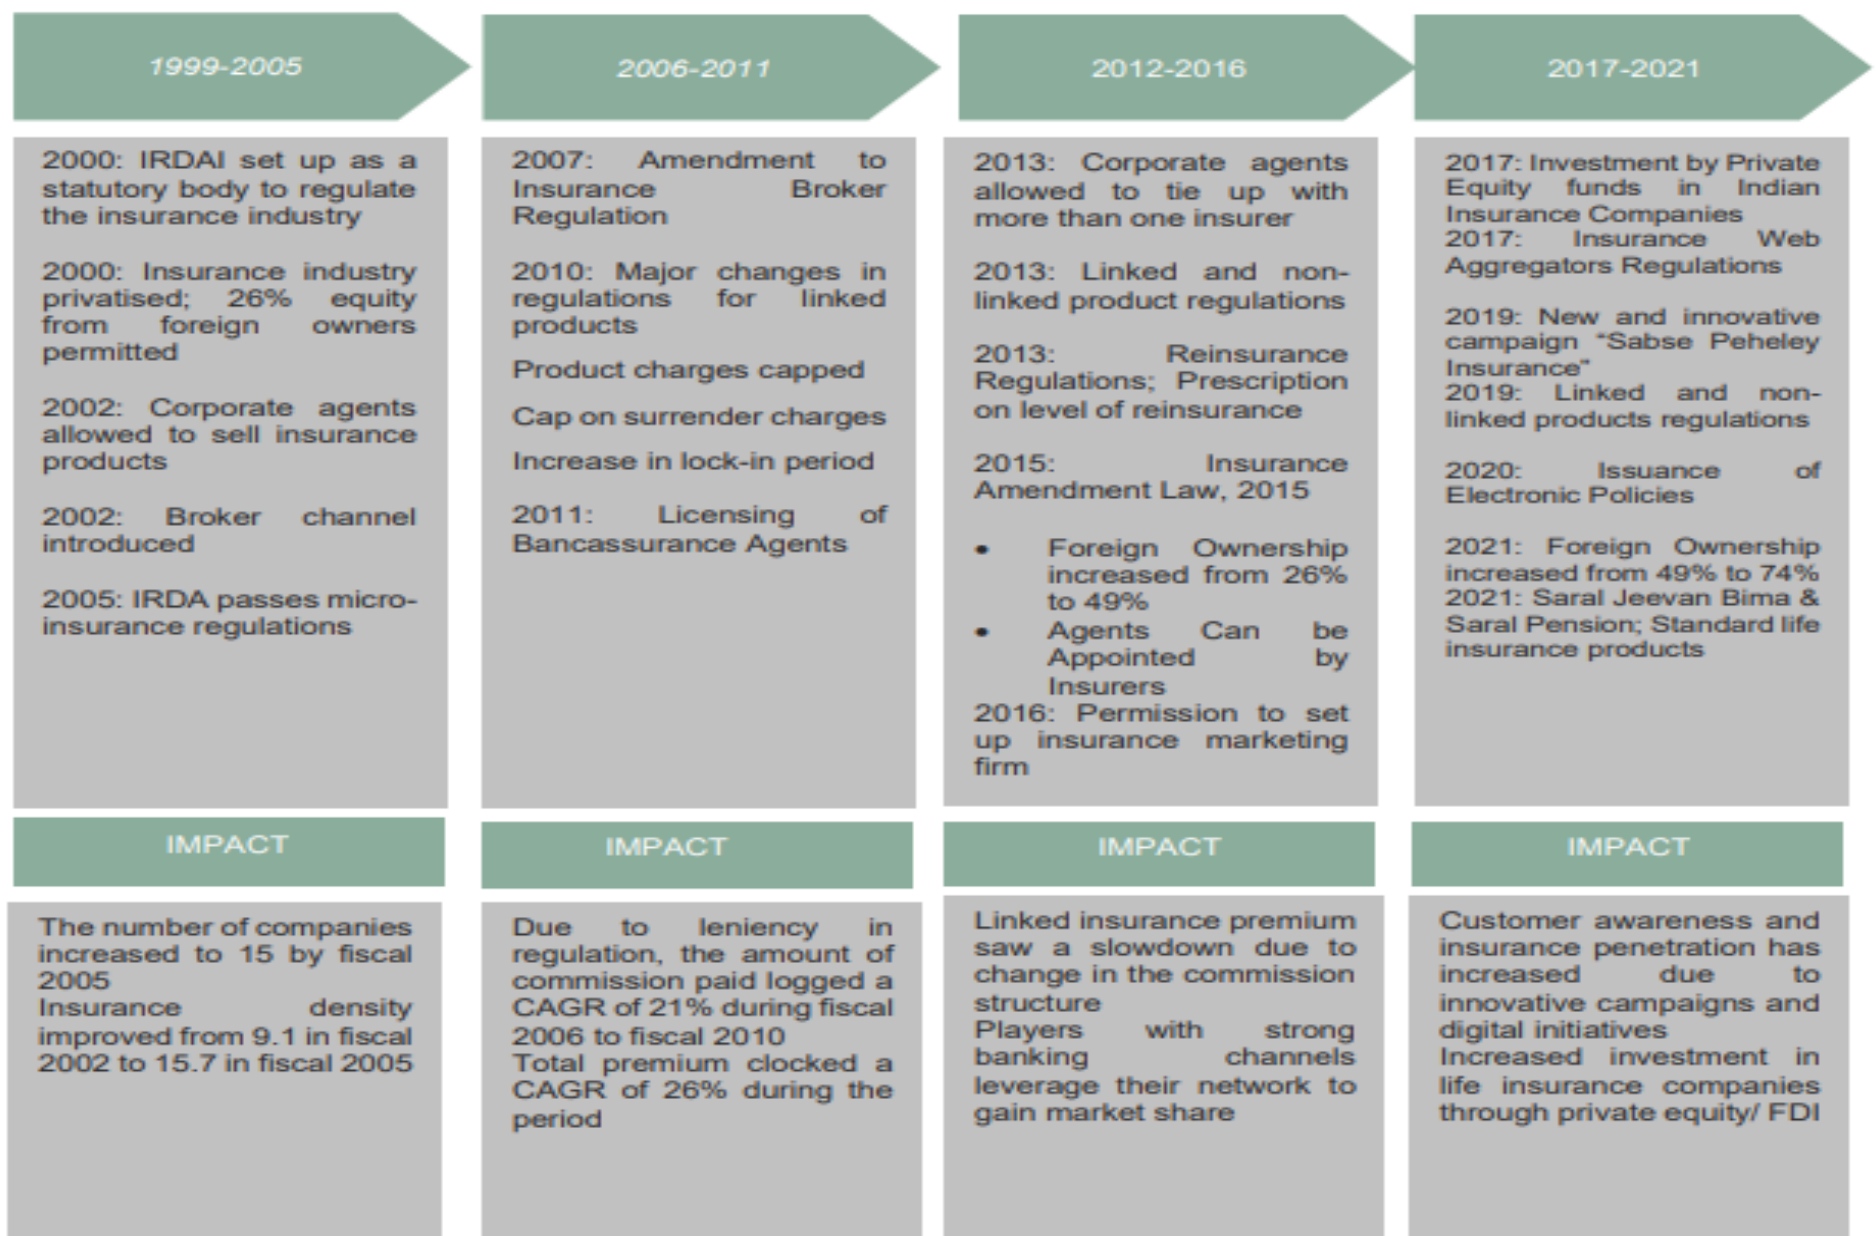 1999-2005
2000: IRDAI set up as a
statutory body to regulate
the insurance industry
2000: Insurance industry
privatised; 26% equity
from foreign owners
permitted
2002: Corporate agents
allowed to sell insurance
products
2002: Broker channel
introduced
2005: IRDA passes micro-
insurance regulations
IMPACT
The number of companies
increased to 15 by fiscal
2005
Insurance density
improved from 9.1 in fiscal
2002 to 15.7 in fiscal 2005
2006-2011
2007: Amendment to
Insurance Broker
Regulation
2010: Major changes in
regulations for linked
products
Product charges capped
Cap on surrender charges
Increase in lock-in period
2011: Licensing of
Bancassurance Agents
IMPACT
Due to leniency in
regulation, the amount of
commission paid logged a
CAGR of 21% during fiscal
2006 to fiscal 2010
Total premium clocked a
CAGR of 26% during the
period
2012-2016
2013: Corporate agents
allowed to tie up with
more than one insurer
2013: Linked and non-
linked product regulations
2013: Reinsurance
Regulations; Prescription
on level of reinsurance
2015: Insurance
Amendment Law, 2015
• Foreign Ownership
increased from 26%
to 49%
• Agents Can be
Appointed by
Insurers
2016: Permission to set
up insurance marketing
firm
IMPACT
Linked insurance premium
saw a slowdown due to
change in the commission
structure
Players with strong
banking channels
leverage their network to
gain market share
2017-2021
2017: Investment by Private
Equity funds in Indian
Insurance Companies
2017: Insurance Web
Aggregators Regulations
2019: New and innovative
campaign "Sabse Peheley
Insurance"
2019: Linked and non-
linked products regulations
2020: Issuance of
Electronic Policies
2021: Foreign Ownership
increased from 49% to 74%
2021: Saral Jeevan Bima &
Saral Pension; Standard life
insurance products
IMPACT
Customer awareness and
insurance penetration has
increased due to
innovative campaigns and
digital initiatives
Increased investment in
life insurance companies
through private equity/ FDI